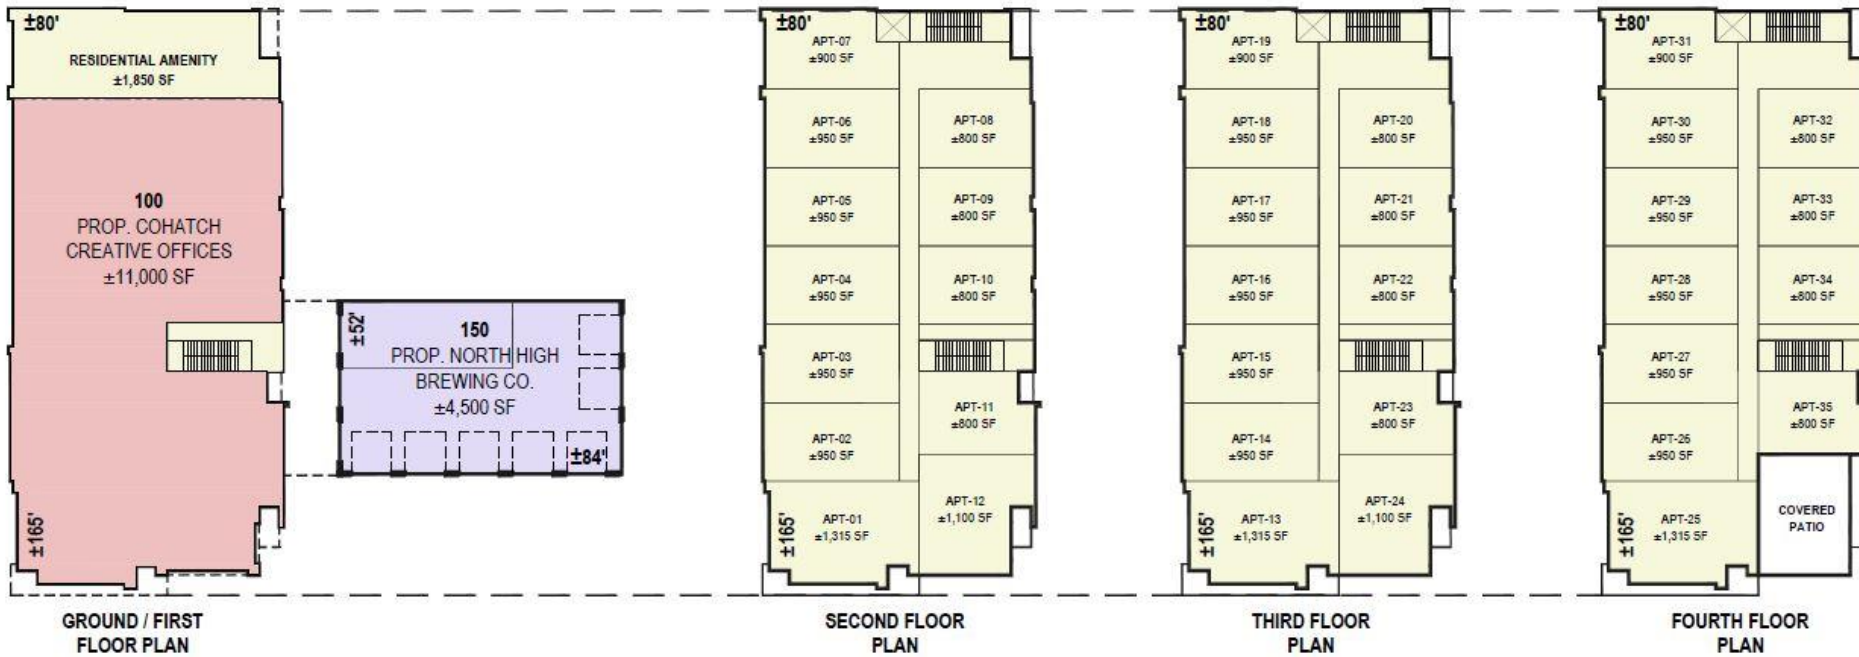 ±80'
RESIDENTIAL AMENITY
±1,850 SF
100
PROP. COHATCH
CREATIVE OFFICES
±11,000 SF
±165'
GROUND / FIRST
FLOOR PLAN
±52'
150
PROP. NORTH HIGH
BREWING CO.
±4,500 SF
±84'
±80'
APT-07
±900 SF
APT-06
±950 SF
APT-08
±800 SF
APT-05
±950 SF
APT-09
±800 SF
APT-04
±950 SF
APT-10
±800 SF
APT-03
±950 SF
APT-11
±800 SF
APT-02
±950 SF
APT-12
±1,100 SF
APT-01
±1,315 SF
±165'
SECOND FLOOR
PLAN
±80'
APT-19
±900 SF
APT-18
±950 SF
APT-20
±800 SF
APT-17
±950 SF
APT-21
±800 SF
APT-16
±950 SF
APT-22
±800 SF
APT-15
±950 SF
APT-23
±800 SF
APT-14
±950 SF
APT-24
±1,100 SF
APT-13
±1,315 SF
±165'
THIRD FLOOR
PLAN
±80'
APT-31
±900 SF
APT-30
±950 SF
APT-32
±800 SF
APT-29
±950 SF
APT-33
±800 SF
APT-28
±950 SF
APT-34
±800 SF
APT-27
±950 SF
APT-35
±800 SF
APT-26
±950 SF
COVERED
PATIO
APT-25
±1,315 SF
±165'
FOURTH FLOOR
PLAN